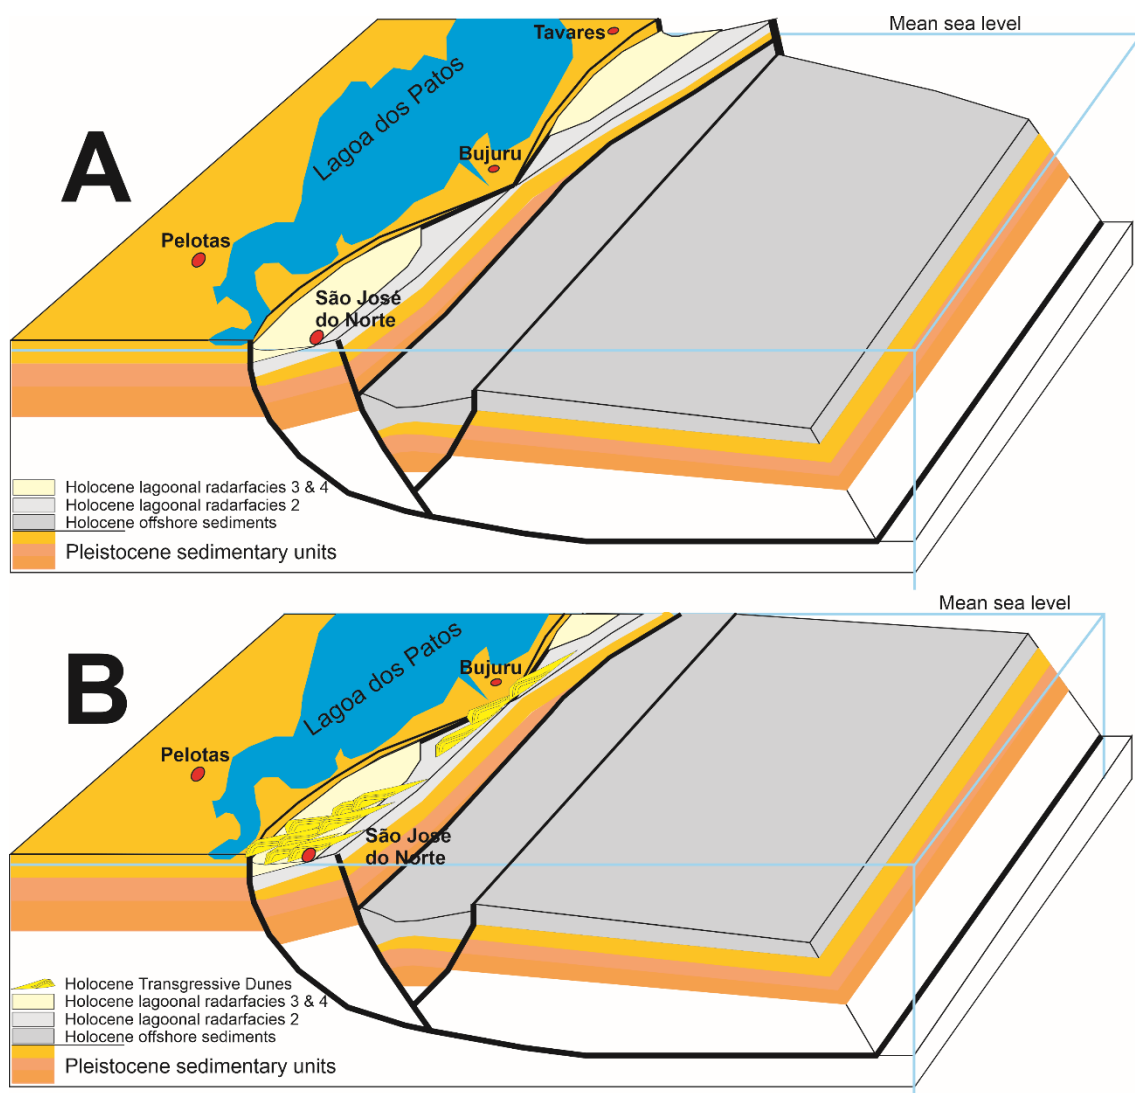 Mean sea level
Tavares
Lagoa dos Patos
A
Bujuru
Pelotas
São José
do Norte
Holocene lagoonal radarfacies 3 & 4
Holocene lagoonal radarfacies 2
Holocene offshore sediments
Pleistocene sedimentary units
Mean sea level
B
Lagoa dos Patos
Bujuru
Pelotas
São José
do Norte
Holocene Transgressive Dunes
Holocene lagoonal radarfacies 3 & 4
Holocene lagoonal radarfacies 2
Holocene offshore sediments
Pleistocene sedimentary units